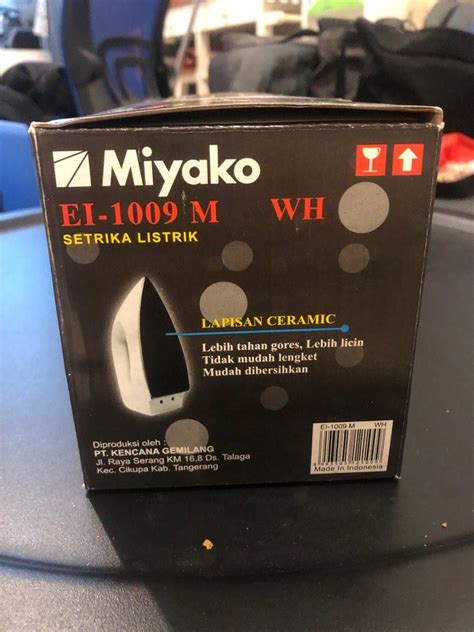 Miyako
EI-1009 M WH
SETRIKA LISTRIK
LAPISAN CERAMIC
Lebih tahan gores, Lebih licin
Tidak mudah lengket
Mudah dibersihkan
Diproduksi oleh :
PT. KENCANA GEMILANG
Jl. Raya Serang KM 16,8 Ds. Talaga
Kec. Cikupa Kab. Tangerang
EI-1009 M WH
Made In Indonesia